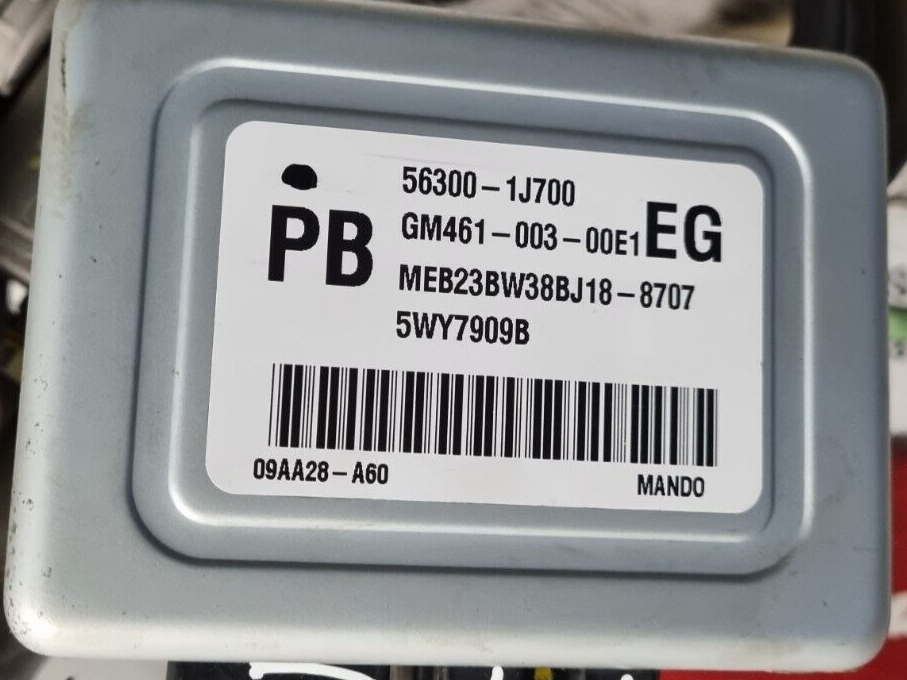 56300-1J700
PB
GM461-003-00E1 EG
MEB23BW38BJ18-8707
5WY7909B
09AA28-A60
MANDO